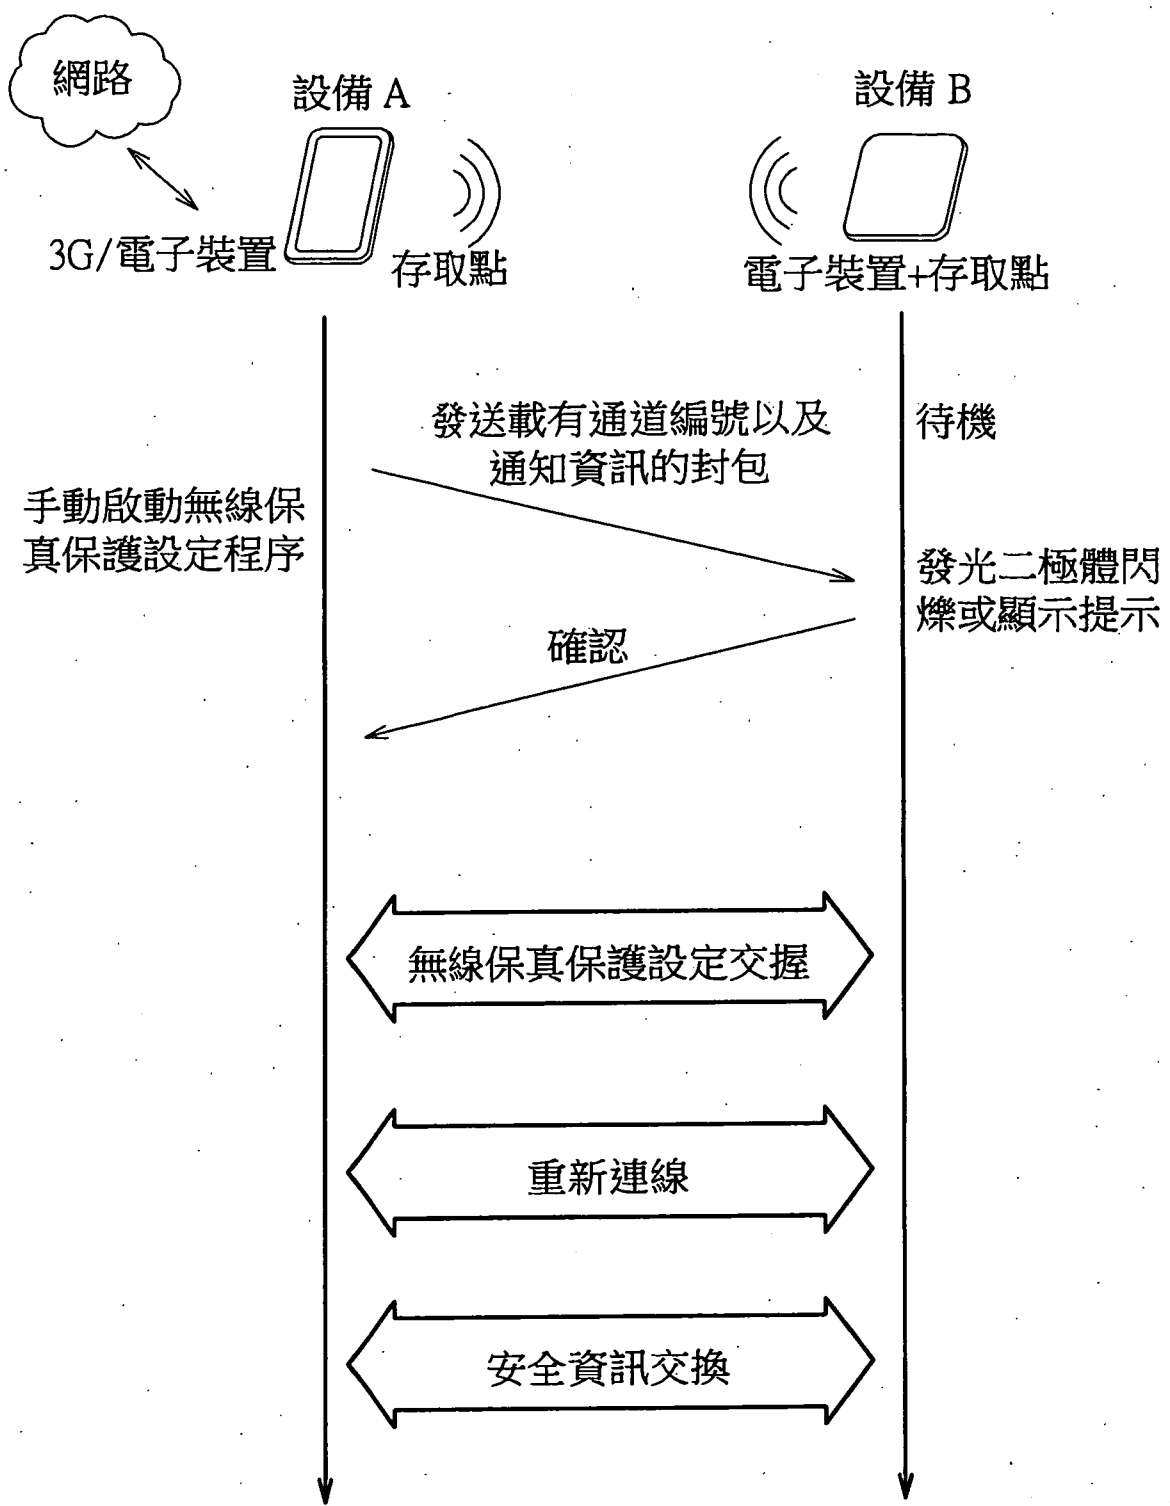 網路
設備 A
設備 B
3G/電子裝置
存取點
電子裝置+存取點
發送載有通道編號以及
通知資訊的封包
待機
手動啟動無線保
真保護設定程序
發光二極體閃
爍或顯示提示
確認
無線保真保護設定交握
重新連線
安全資訊交換